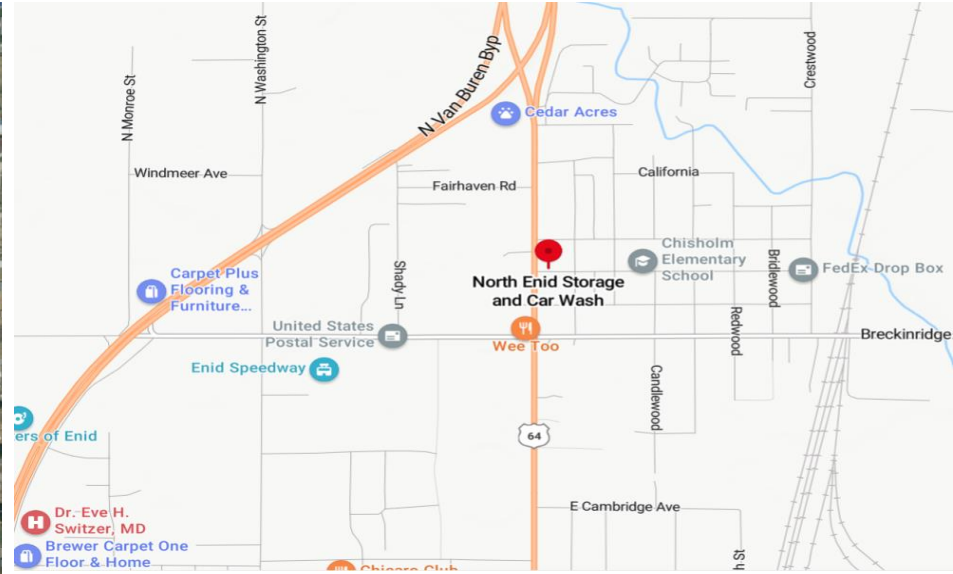 N Monroe St
N Washington St
N Van Buren Byp
Crestwood
Cedar Acres
Windmeer Ave
Fairhaven Rd
California
Carpet Plus
Flooring &
Furniture...
Shady Ln
North Enid Storage
and Car Wash
Chisholm
Elementary
School
Bridlewood
FedEx Drop Box
United States
Postal Service
Wee Too
Redwood
Breckinridge
Enid Speedway
Candlewood
ers of Enid
64
Dr. Eve H.
Switzer, MD
E Cambridge Ave
Brewer Carpet One
Floor & Home
h St
Chicaro Club